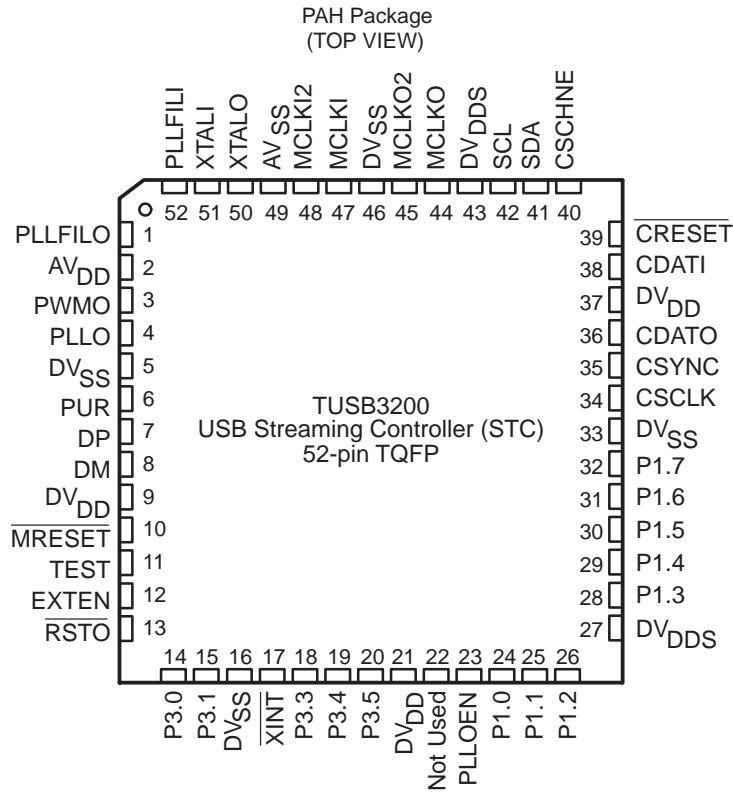 PAH Package
(TOP VIEW)
PLLFILI
XTALI
XTALO
AVSS
MCLKI2
MCLKI
DVSS
MCLKO2
MCLKO
DVDDS
SCL
SDA
CSCHNE
52 51 50 49 48 47 46 45 44 43 42 41 40
PLLFILO 1
AVDD 2
PWMO 3
PLLO 4
DVSS 5
PUR 6
DP 7
DM 8
DVDD 9
MRESET 10
TEST 11
EXTEN 12
RSTO 13
TUSB3200
USB Streaming Controller (STC)
52-pin TQFP
39 CRESET
38 CDATI
37 DVDD
36 CDATO
35 CSYNC
34 CSCLK
33 DVSS
32 P1.7
31 P1.6
30 P1.5
29 P1.4
28 P1.3
27 DVDDS
14 15 16 17 18 19 20 21 22 23 24 25 26
P3.0
P3.1
DVSS
XINT
P3.3
P3.4
P3.5
DVDD
Not Used
PLLOEN
P1.0
P1.1
P1.2